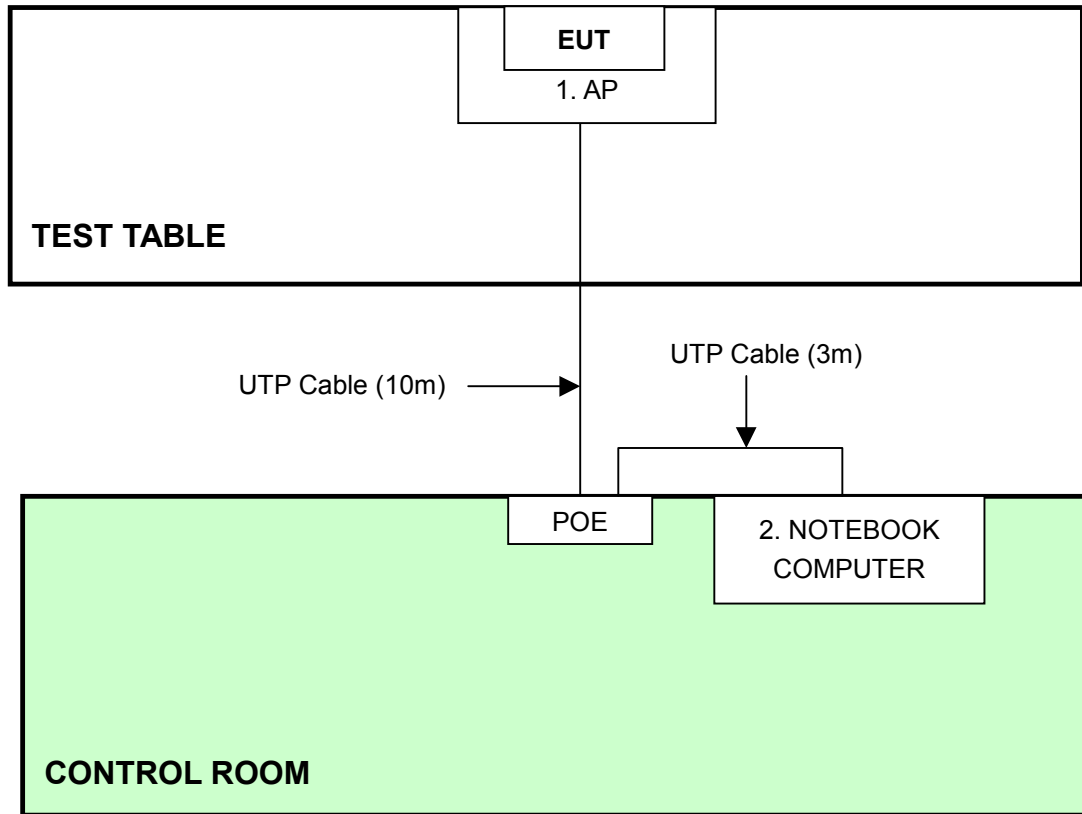 EUT
1. AP
TEST TABLE
UTP Cable (3m)
UTP Cable (10m)
POE
2. NOTEBOOK
COMPUTER
CONTROL ROOM